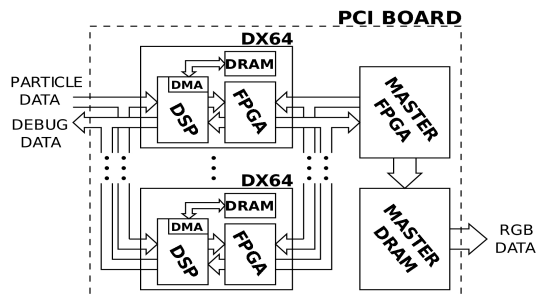 PCI BOARD
DX64
DRAM
DMA
DSP
FPGA
PARTICLE
DATA
DEBUG
DATA
MASTER
FPGA
DX64
DRAM
DMA
DSP
FPGA
MASTER
DRAM
RGB
DATA